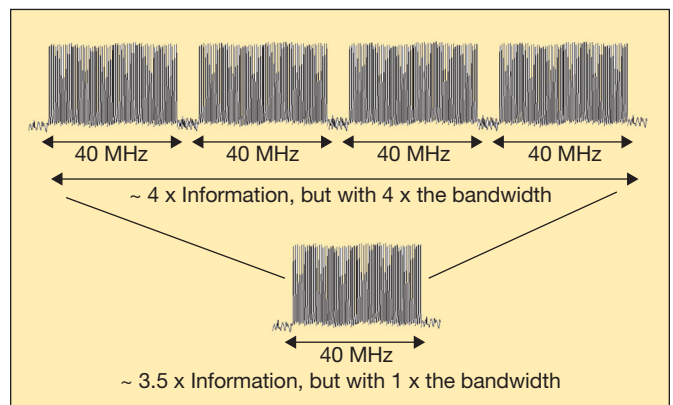 40 MHz 40 MHz 40 MHz 40 MHz
~ 4 x Information, but with 4 x the bandwidth
40 MHz
~ 3.5 x Information, but with 1 x the bandwidth